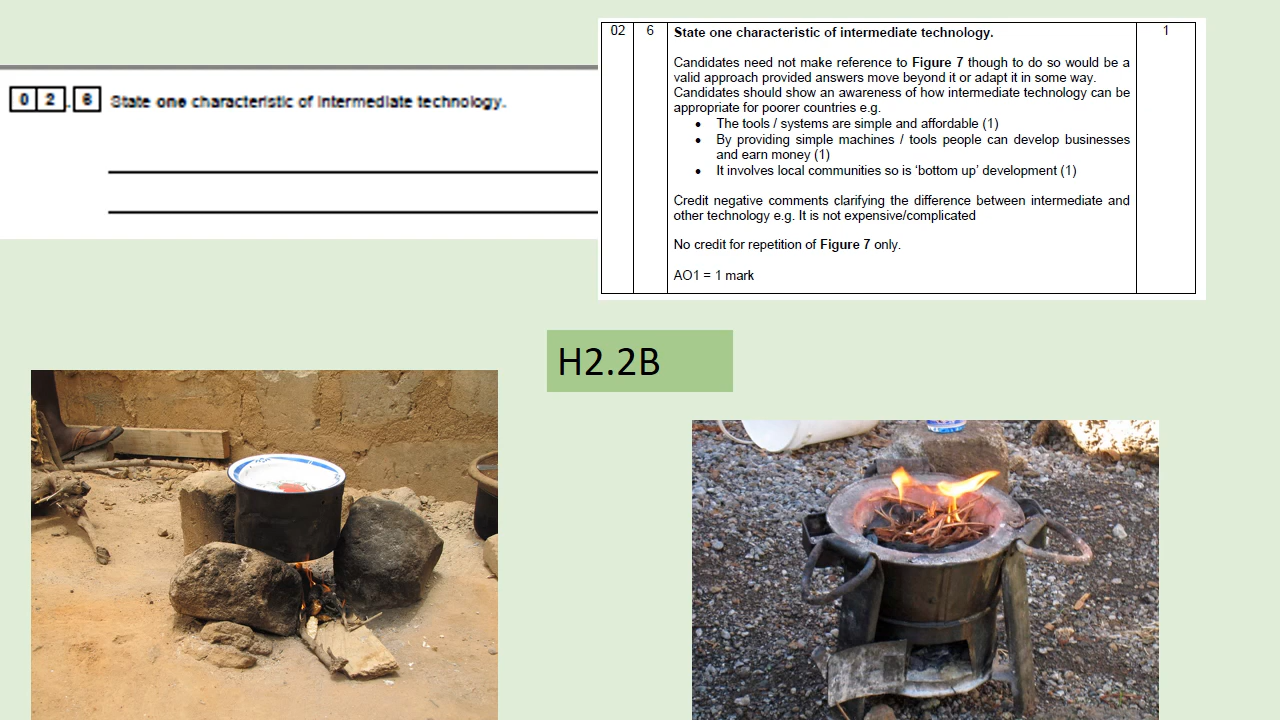 0 2 . 6 State one characteristic of intermediate technology.
02 6 State one characteristic of intermediate technology. 1
Candidates need not make reference to Figure 7 though to do so would be a
valid approach provided answers move beyond it or adapt it in some way.
Candidates should show an awareness of how intermediate technology can be
appropriate for poorer countries e.g.
• The tools / systems are simple and affordable (1)
• By providing simple machines / tools people can develop businesses
and earn money (1)
• It involves local communities so is ‘bottom up’ development (1)
Credit negative comments clarifying the difference between intermediate and
other technology e.g. It is not expensive/complicated
No credit for repetition of Figure 7 only.
AO1 = 1 mark
H2.2B